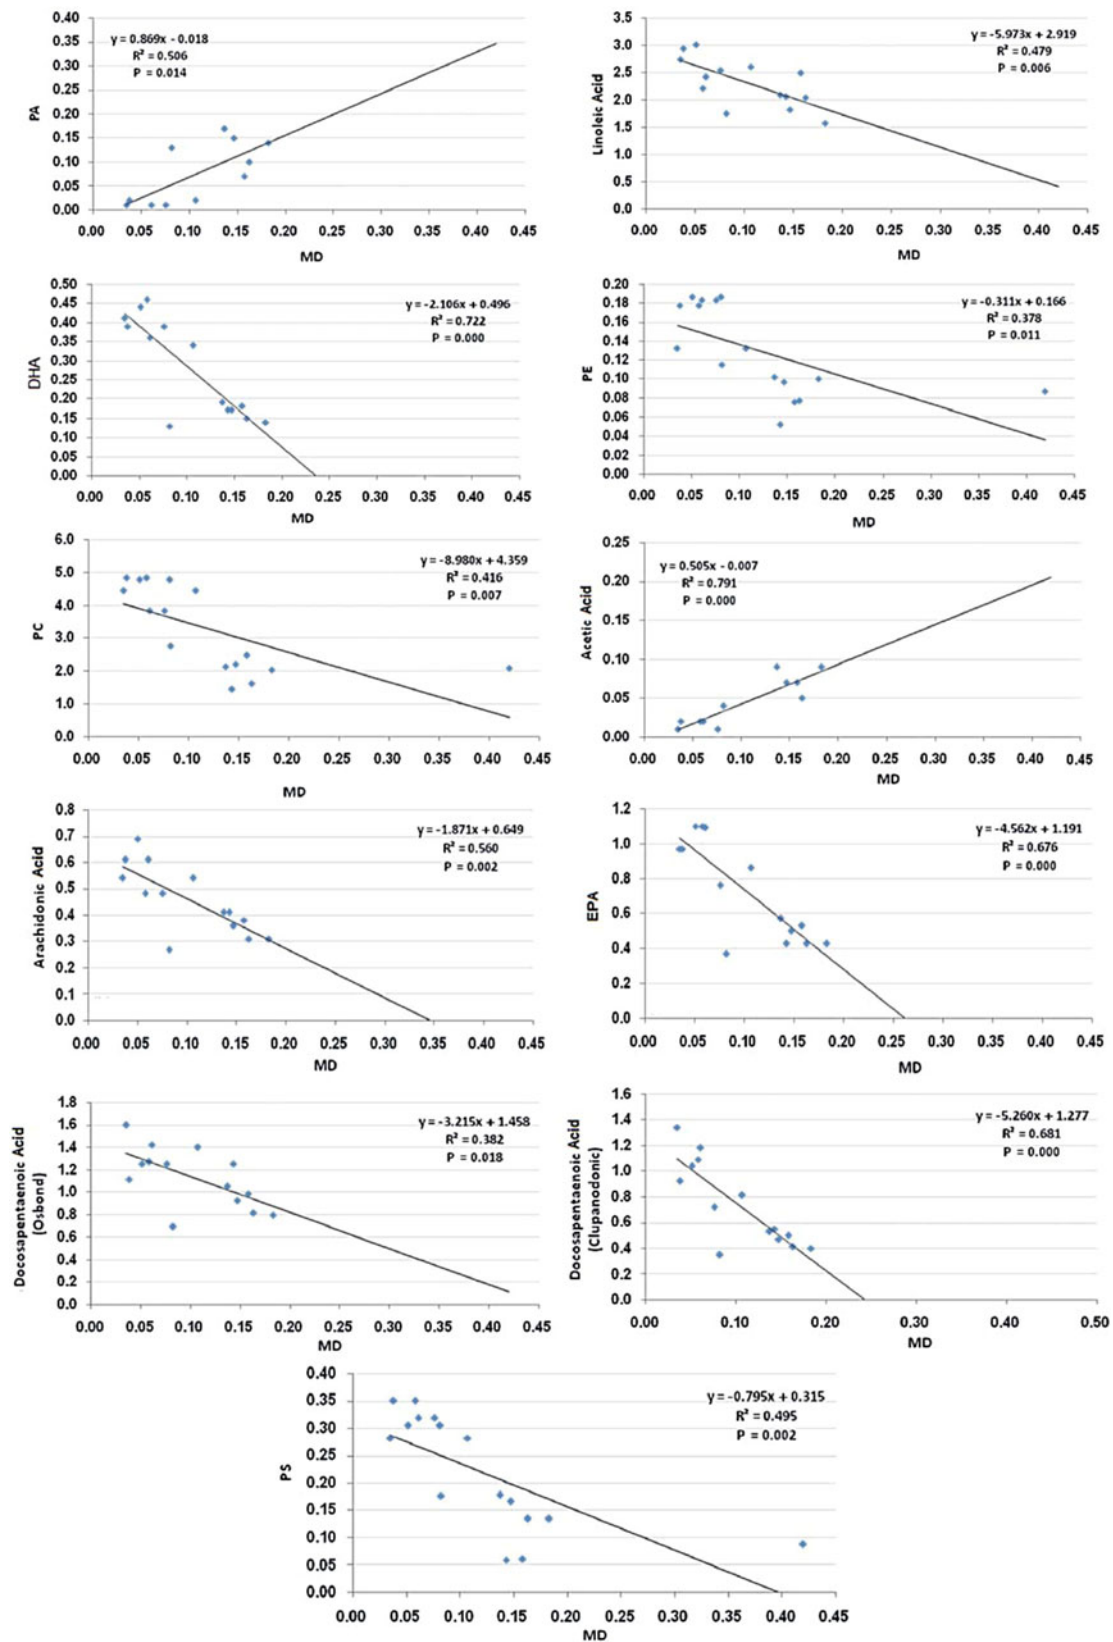 0.40
0.35
0.30
0.25
0.20
0.15
0.10
0.05
0.00
PA
y = 0.869x - 0.018
R² = 0.506
P = 0.014
0.00 0.05 0.10 0.15 0.20 0.25 0.30 0.35 0.40 0.45
MD
3.5
3.0
2.5
2.0
1.5
1.0
0.5
0.0
Linoleic Acid
y = -5.973x + 2.919
R² = 0.479
P = 0.006
0.00 0.05 0.10 0.15 0.20 0.25 0.30 0.35 0.40 0.45
MD
0.50
0.45
0.40
0.35
0.30
0.25
0.20
0.15
0.10
0.05
0.00
DHA
y = -2.106x + 0.496
R² = 0.722
P = 0.000
0.00 0.05 0.10 0.15 0.20 0.25 0.30 0.35 0.40 0.45
MD
0.20
0.18
0.16
0.14
0.12
0.10
0.08
0.06
0.04
0.02
0.00
PE
y = -0.311x + 0.166
R² = 0.378
P = 0.011
0.00 0.05 0.10 0.15 0.20 0.25 0.30 0.35 0.40 0.45
MD
6.0
5.0
4.0
3.0
2.0
1.0
0.0
PC
y = -8.980x + 4.359
R² = 0.416
P = 0.007
0.00 0.05 0.10 0.15 0.20 0.25 0.30 0.35 0.40 0.45
MD
0.25
0.20
0.15
0.10
0.05
0.00
Acetic Acid
y = 0.505x - 0.007
R² = 0.791
P = 0.000
0.00 0.05 0.10 0.15 0.20 0.25 0.30 0.35 0.40 0.45
MD
0.8
0.7
0.6
0.5
0.4
0.3
0.2
0.1
0.0
Arachidonic Acid
y = -1.871x + 0.649
R² = 0.560
P = 0.002
0.00 0.05 0.10 0.15 0.20 0.25 0.30 0.35 0.40 0.45
MD
1.2
1.0
0.8
0.6
0.4
0.2
0.0
EPA
y = -4.562x + 1.191
R² = 0.676
P = 0.000
0.00 0.05 0.10 0.15 0.20 0.25 0.30 0.35 0.40 0.45
MD
1.8
1.6
1.4
1.2
1.0
0.8
0.6
0.4
0.2
0.0
Docosapentaenoic Acid
(Osbond)
y = -3.215x + 1.458
R² = 0.382
P = 0.018
0.00 0.05 0.10 0.15 0.20 0.25 0.30 0.35 0.40 0.45
MD
1.6
1.4
1.2
1.0
0.8
0.6
0.4
0.2
0.0
Docosapentaenoic Acid
(Clupanodonic)
y = -5.260x + 1.277
R² = 0.681
P = 0.000
0.00 0.10 0.20 0.30 0.40 0.50
MD
0.40
0.35
0.30
0.25
0.20
0.15
0.10
0.05
0.00
PS
y = -0.795x + 0.315
R² = 0.495
P = 0.002
0.00 0.05 0.10 0.15 0.20 0.25 0.30 0.35 0.40 0.45
MD